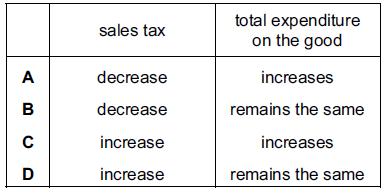 sales tax total expenditure on the good
A decrease increases
B decrease remains the same
C increase increases
D increase remains the same